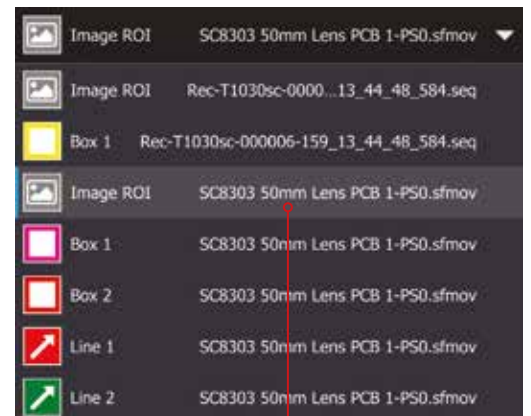 Image ROI SC8303 50mm Lens PCB 1-PS0.sfmov
Image ROI Rec-T1030sc-0000...13_44_48_584.seq
Box 1 Rec-T1030sc-000006-159_13_44_48_584.seq
Image ROI SC8303 50mm Lens PCB 1-PS0.sfmov
Box 1 SC8303 50mm Lens PCB 1-PS0.sfmov
Box 2 SC8303 50mm Lens PCB 1-PS0.sfmov
Line 1 SC8303 50mm Lens PCB 1-PS0.sfmov
Line 2 SC8303 50mm Lens PCB 1-PS0.sfmov